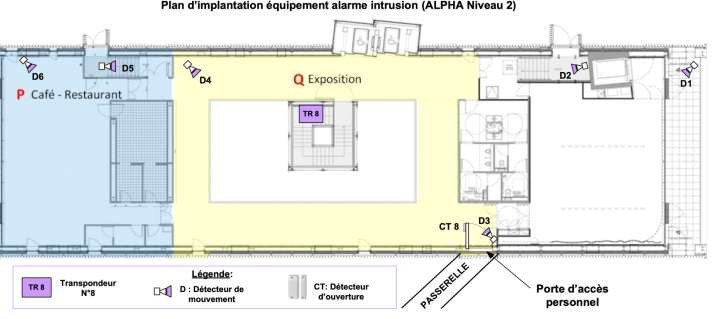 Plan d'implantation équipement alarme intrusion (ALPHA Niveau 2)
D6
D5
D4
D2
D1
P Café - Restaurant
Q Exposition
TR 8
CT 8
D3
PASSERELLE
Porte d'accès
personnel
Légende:
TR 8
Transpondeur
N°8
D : Détecteur de
mouvement
CT: Détecteur
d'ouverture